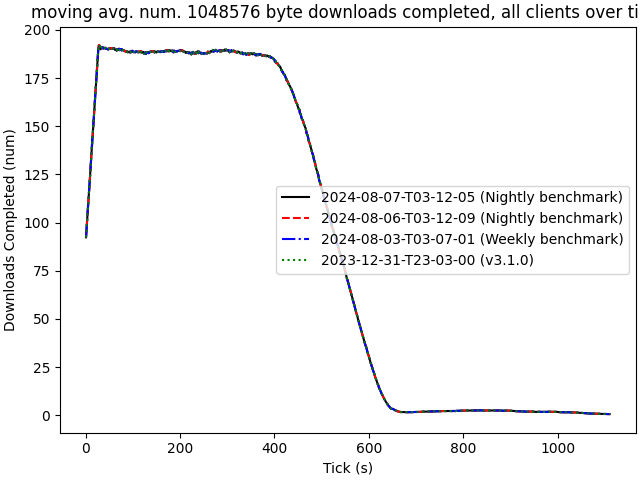 moving avg. num. 1048576 byte downloads completed, all clients over ti
200
175
150
125
100
75
50
25
0
Downloads Completed (num)
2024-08-07-T03-12-05 (Nightly benchmark)
2024-08-06-T03-12-09 (Nightly benchmark)
2024-08-03-T03-07-01 (Weekly benchmark)
2023-12-31-T23-03-00 (v3.1.0)
0 200 400 600 800 1000
Tick (s)